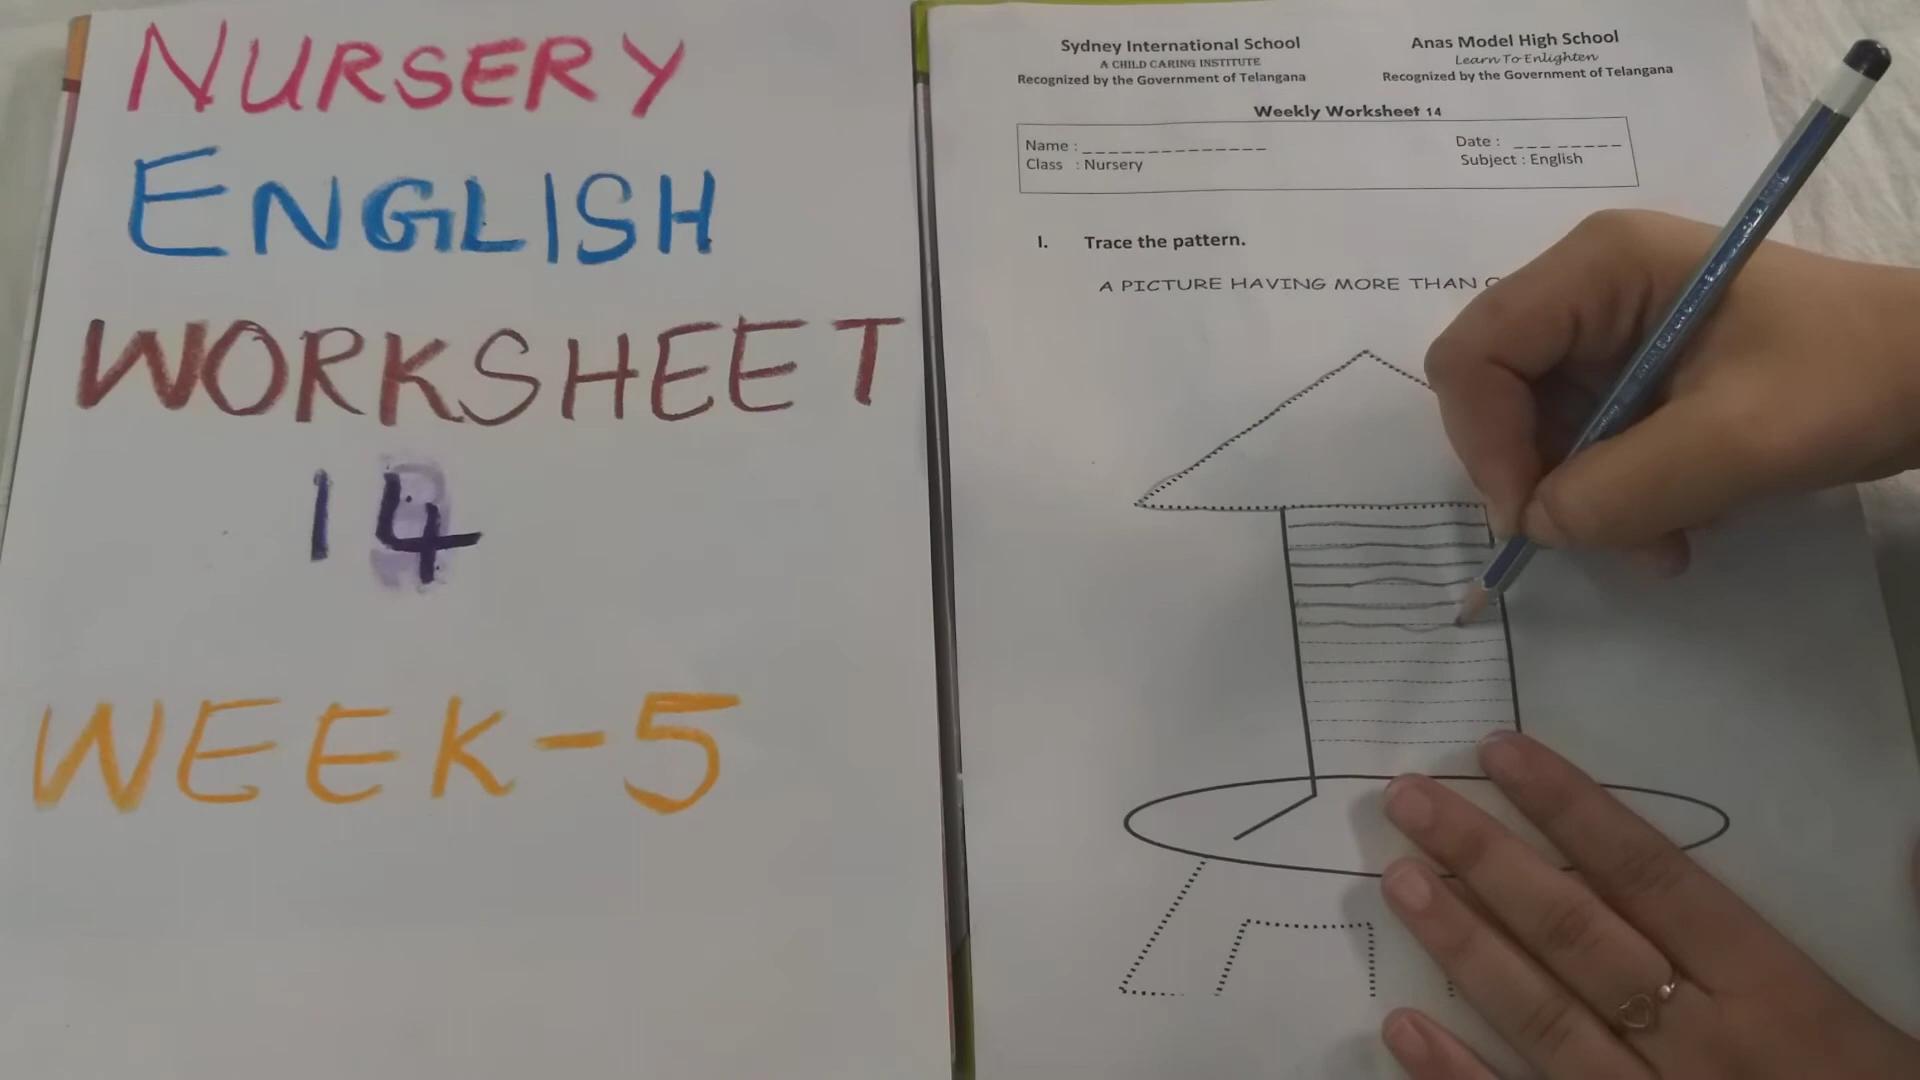 NURSERY
ENGLISH
WORKSHEET
14
WEEK-5
Sydney International School
A CHILD CARING INSTITUTE
Recognized by the Government of Telangana
Anas Model High School
Learn To Enlighten
Recognized by the Government of Telangana
Weekly Worksheet 14
Name : _ _ _ _ _ _ _ _ _ _ _ _ _ _
Date : _ _ _ _ _ _ _ _
Class : Nursery
Subject : English
I. Trace the pattern.
A PICTURE HAVING MORE THAN